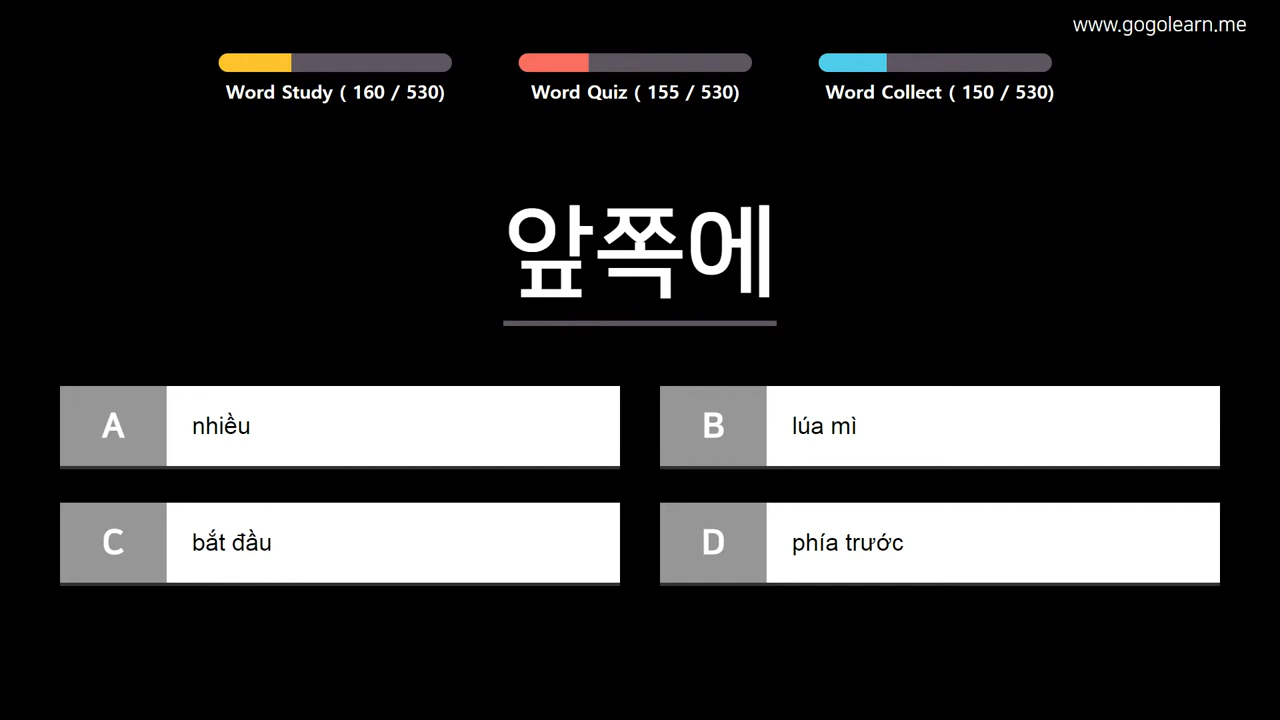 www.gogolearn.me
Word Study ( 160 / 530)
Word Quiz ( 155 / 530)
Word Collect ( 150 / 530)
앞쪽에
A nhiều
B lúa mì
C bắt đầu
D phía trước